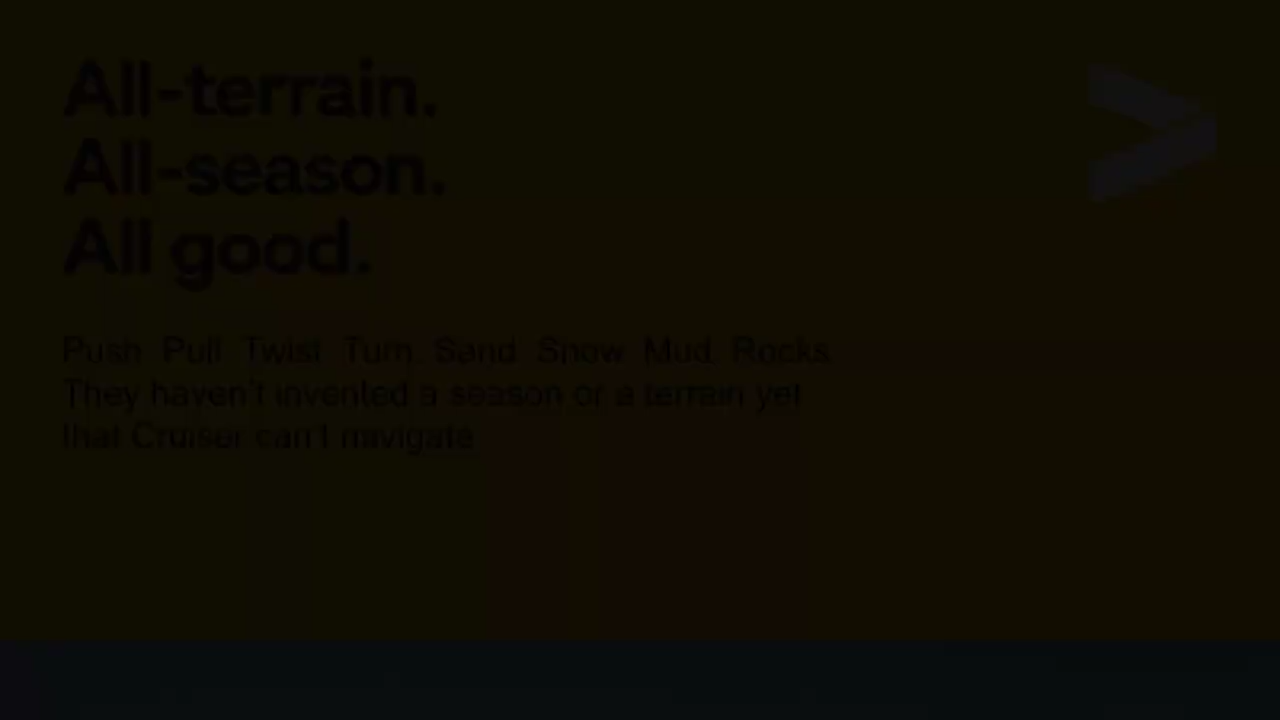 All-terrain.
All-season.
All good.
Push. Pull. Twist. Turn. Sand. Snow. Mud. Rocks.
They haven't invented a season or a terrain yet
that Cruiser can't navigate.